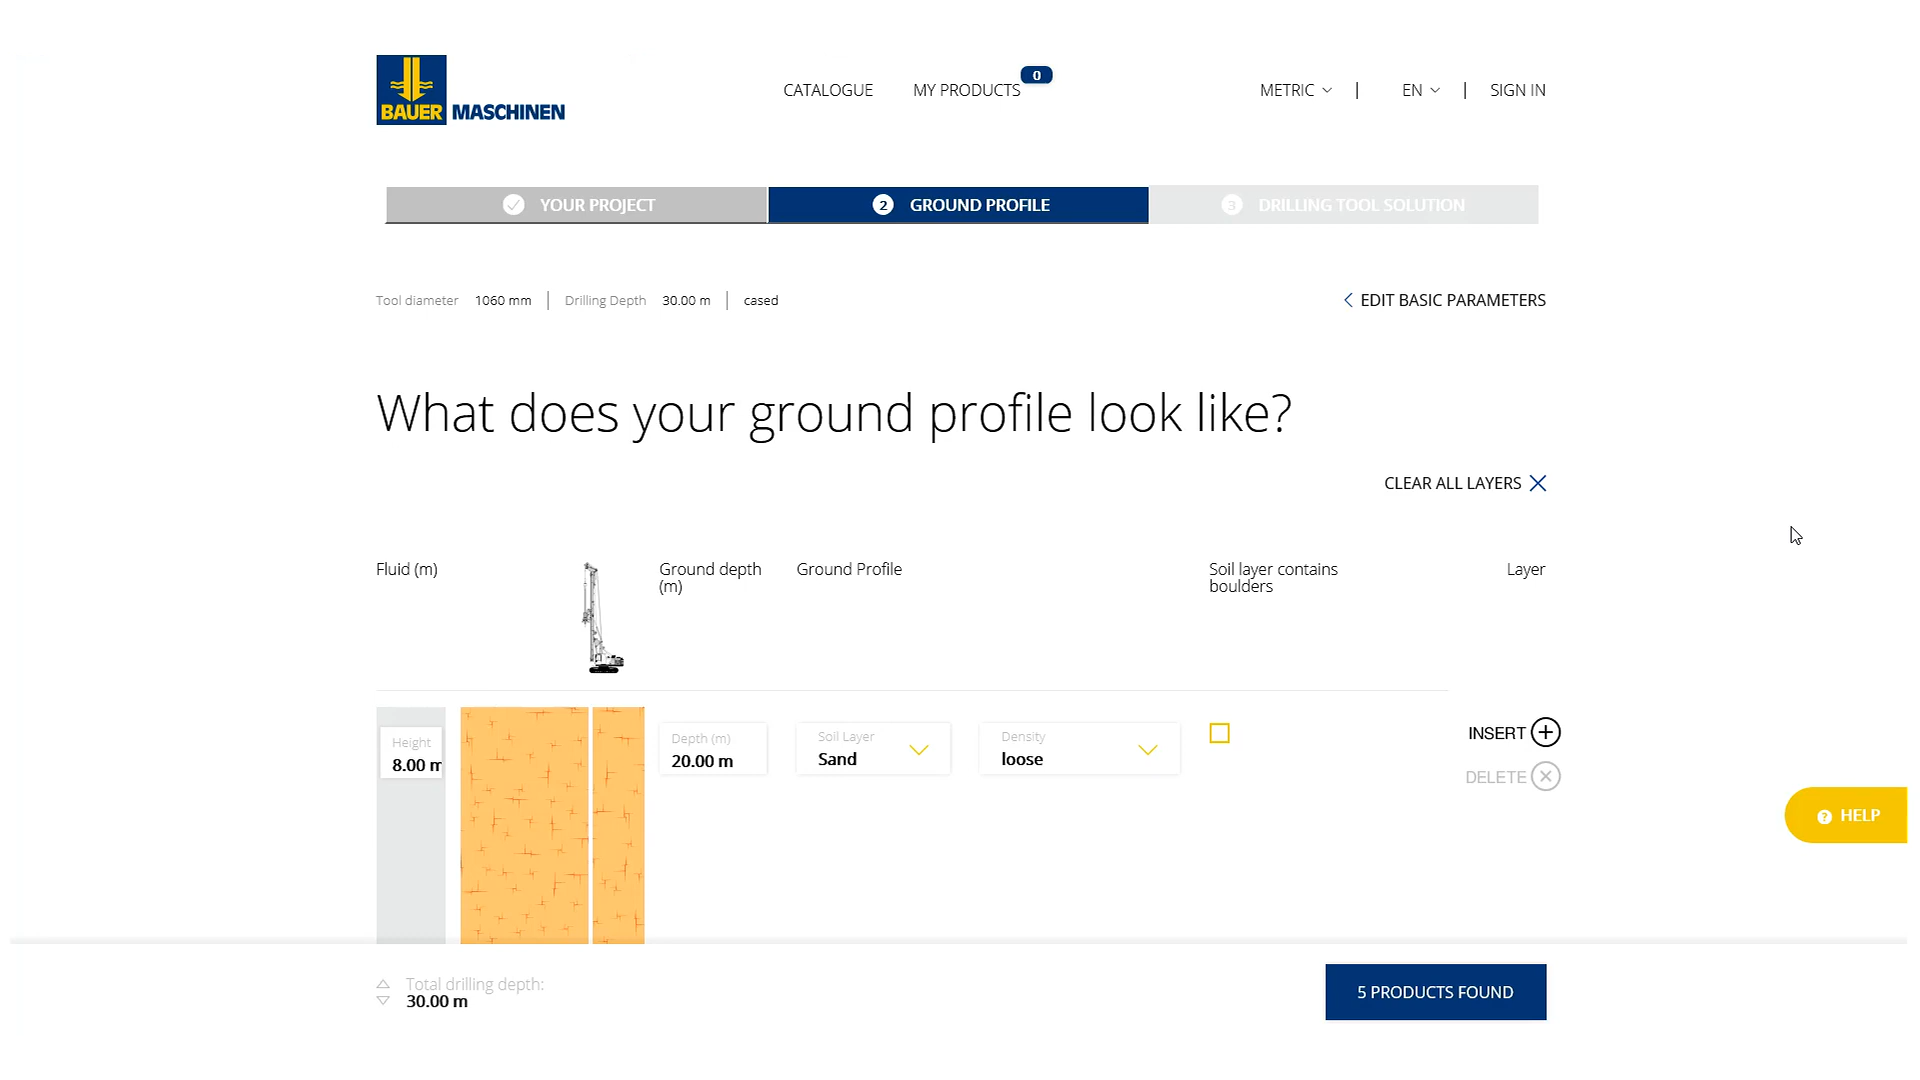 BAUER MASCHINEN
CATALOGUE
MY PRODUCTS
0
METRIC
EN
SIGN IN
YOUR PROJECT
2 GROUND PROFILE
3 DRILLING TOOL SOLUTION
Tool diameter 1060 mm | Drilling Depth 30.00 m | cased
EDIT BASIC PARAMETERS
What does your ground profile look like?
CLEAR ALL LAYERS
Fluid (m)
Ground depth
(m)
Ground Profile
Soil layer contains
boulders
Layer
Height
8.00 m
Depth (m)
20.00 m
Soil Layer
Sand
Density
loose
INSERT
DELETE
? HELP
Total drilling depth:
30.00 m
5 PRODUCTS FOUND